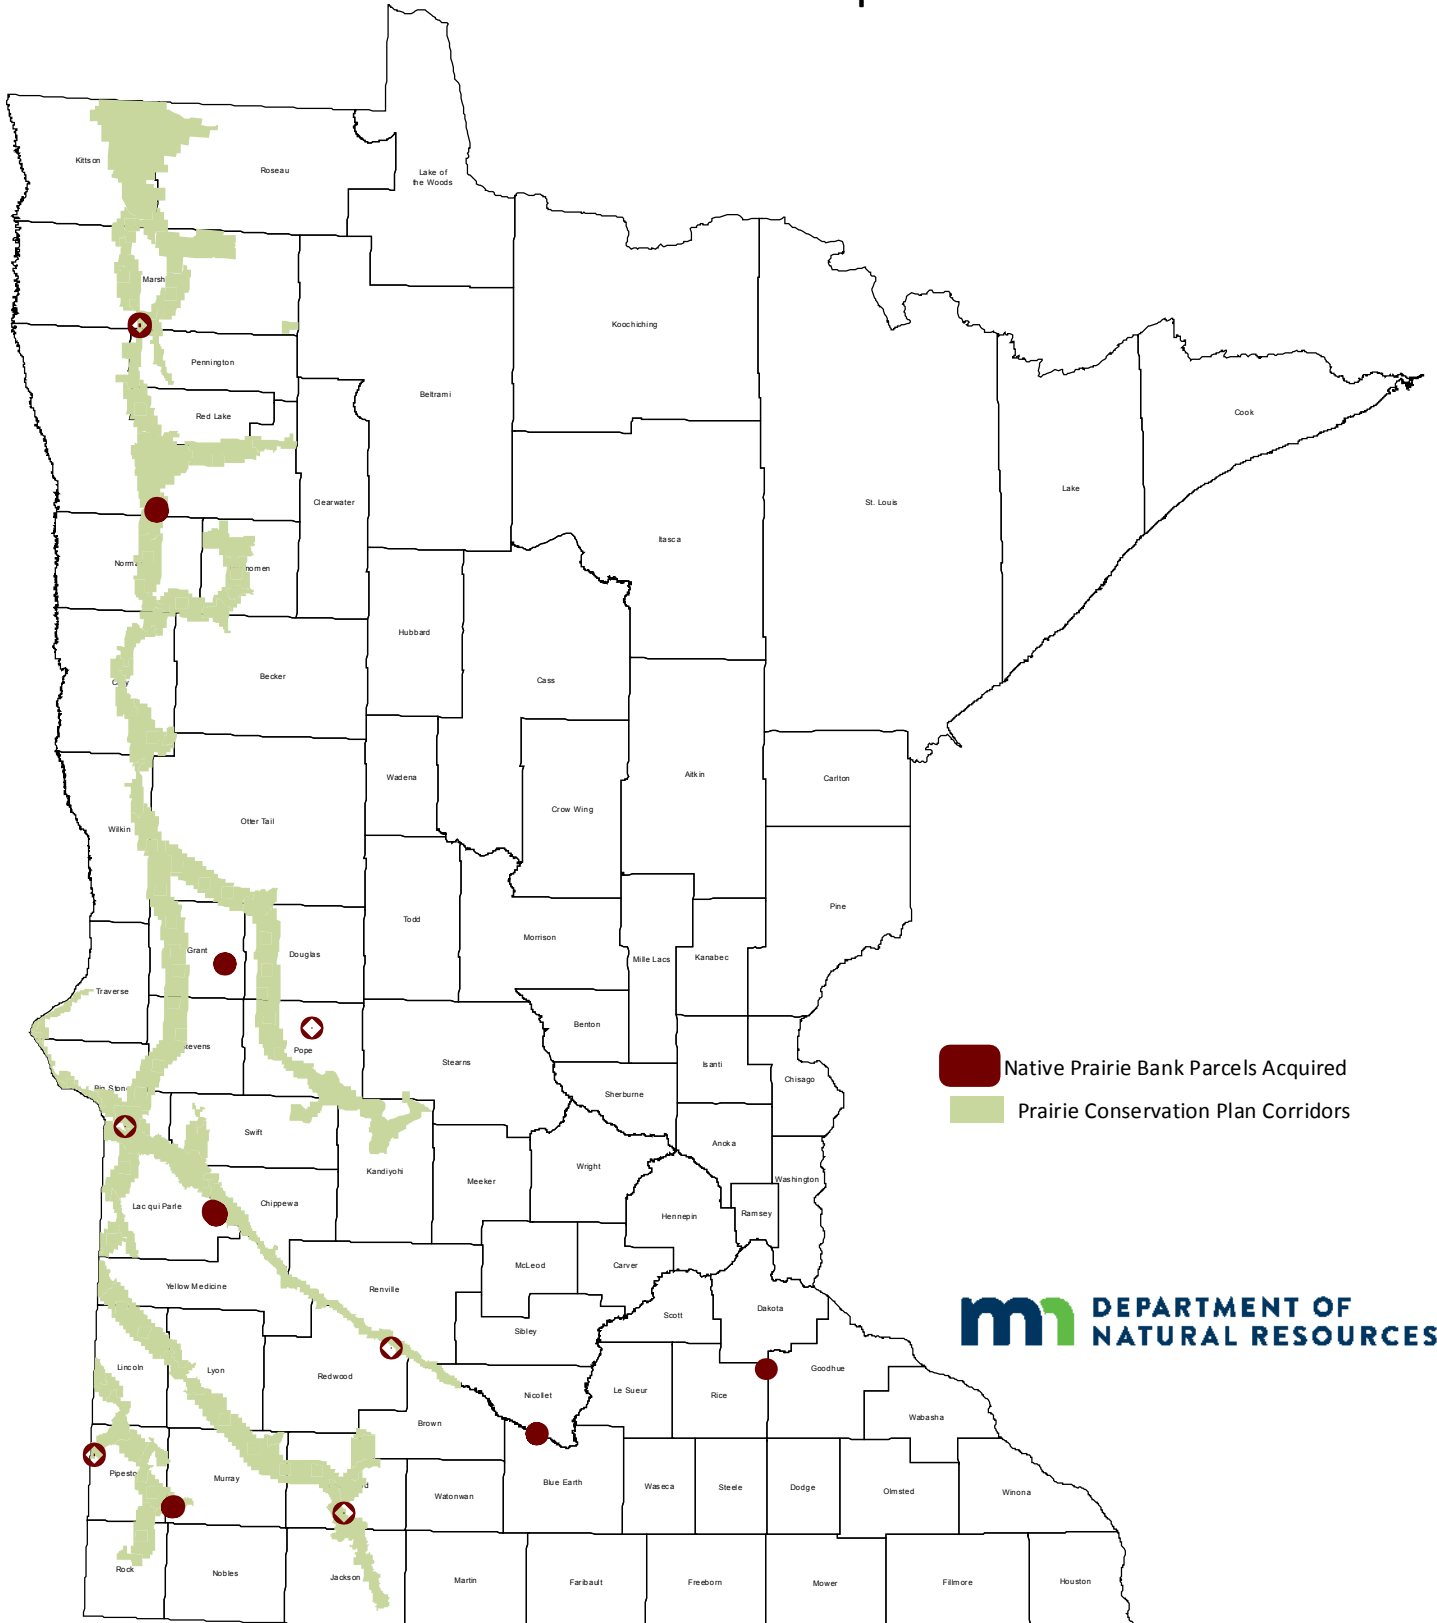 Kittson
Roseau
Lake of
the Woods
Marsh
Koochiching
Pennington
Beltrami
Red Lake
Cook
Clearwater
St. Louis
Lake
Itasca
Norma
nomen
Hubbard
Becker
Cass
Wadena
Aitkin
Carlton
Crow Wing
Wilkin
Otter Tail
Pine
Todd
Morrison
Grant
Douglas
Mille Lacs
Kanabec
Traverse
Benton
Stevens
Pope
Stearns
Isanti
Chisago
Native Prairie Bank Parcels Acquired
Sherburne
Prairie Conservation Plan Corridors
Swift
Anoka
Kandiyohi
Wright
Meeker
Washington
Lac qui Parle
Chippewa
Hennepin
Ramsey
McLeod
Carver
Yellow Medicine
Renville
Scott
Dakota
DEPARTMENT OF
NATURAL RESOURCES
Sibley
Lincoln
Lyon
Redwood
Goodhue
Nicollet
Le Sueur
Rice
Brown
Wabasha
Pipesto
Murray
Watonwan
Blue Earth
Waseca
Steele
Dodge
Olmsted
Winona
Rock
Nobles
Jackson
Martin
Faribault
Freeborn
Mower
Fillmore
Houston